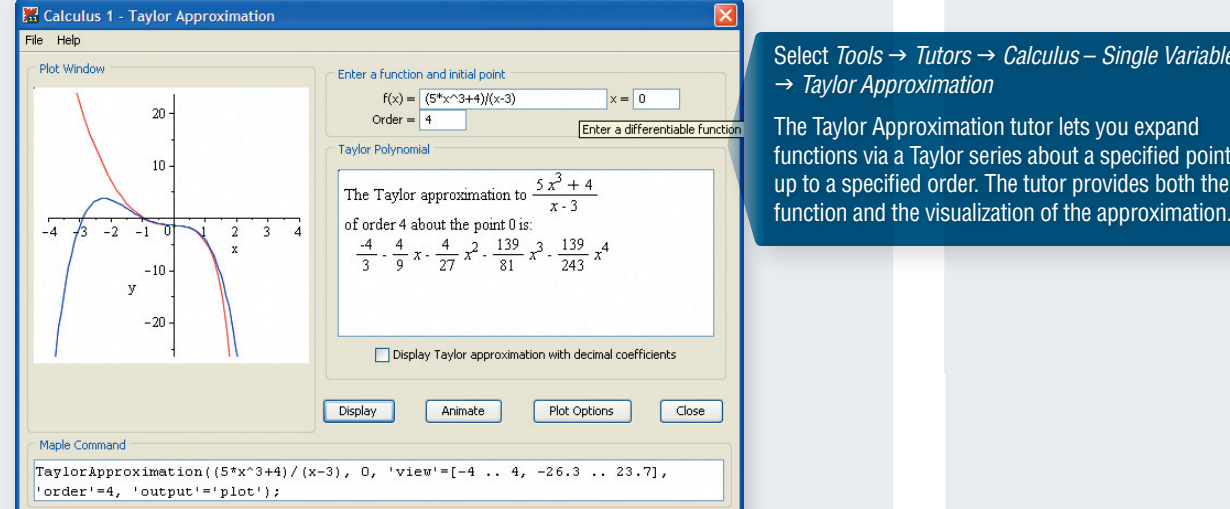 Calculus 1 - Taylor Approximation
File Help
Plot Window
20
10
-4 -3 -2 -1 0 1 2 3 4
x
-10
y
-20
Enter a function and initial point
f(x) = (5*x^3+4)/(x-3) x = 0
Order = 4
Enter a differentiable function
Taylor Polynomial
The Taylor approximation to (5 x^3 + 4)/(x - 3)
of order 4 about the point 0 is:
-4/3 - 4/9 x - 4/27 x^2 - 139/81 x^3 - 139/243 x^4
Display Taylor approximation with decimal coefficients
Display Animate Plot Options Close
Maple Command
TaylorApproximation((5*x^3+4)/(x-3), 0, 'view'=[-4 .. 4, -26.3 .. 23.7],
'order'=4, 'output'='plot');
Select Tools → Tutors → Calculus – Single Variable
→ Taylor Approximation
The Taylor Approximation tutor lets you expand
functions via a Taylor series about a specified point
up to a specified order. The tutor provides both the
function and the visualization of the approximation.